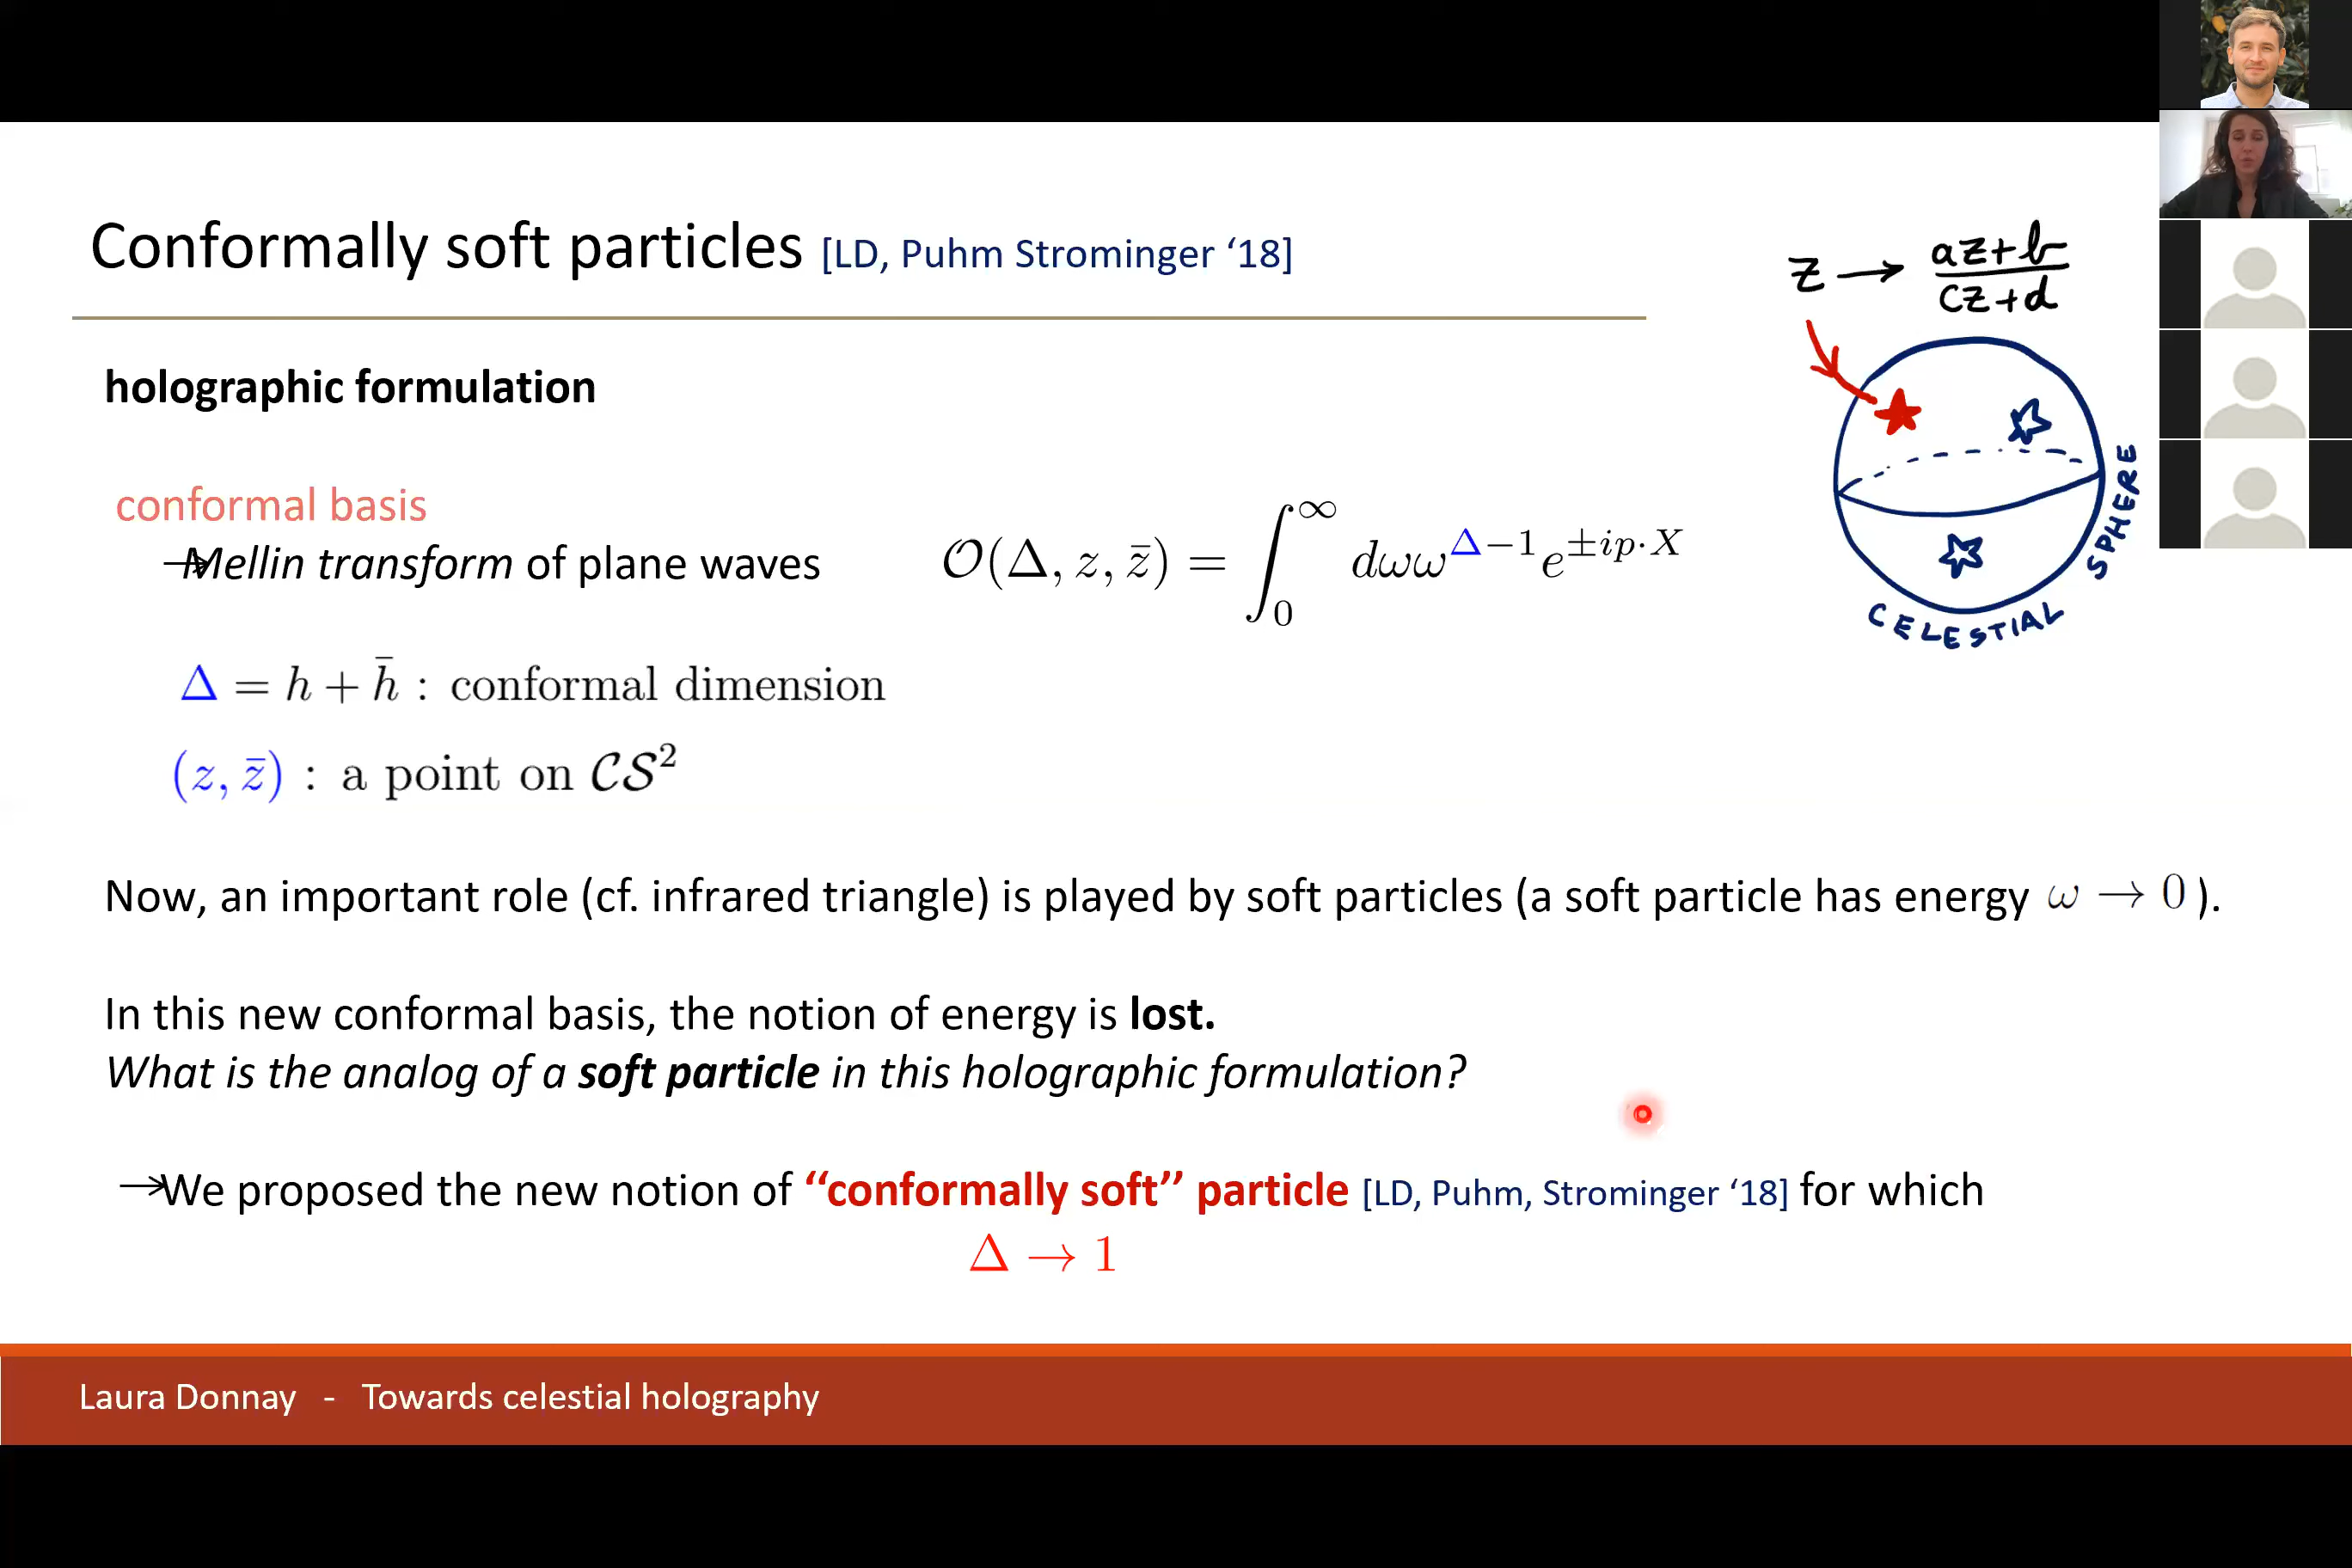 Conformally soft particles [LD, Puhm Strominger ‘18]
z → az+b / cz+d
holographic formulation
conformal basis
→Mellin transform of plane waves
𝒪(Δ, z, z̄) = ∫₀^∞ dωω^{Δ−1}e^{±ip·X}
CELESTIAL SPHERE
Δ = h + h̄ : conformal dimension
(z, z̄) : a point on 𝒞𝒮²
Now, an important role (cf. infrared triangle) is played by soft particles (a soft particle has energy ω → 0 ).
In this new conformal basis, the notion of energy is lost.
What is the analog of a soft particle in this holographic formulation?
→We proposed the new notion of “conformally soft” particle [LD, Puhm, Strominger ‘18] for which
Δ → 1
Laura Donnay - Towards celestial holography